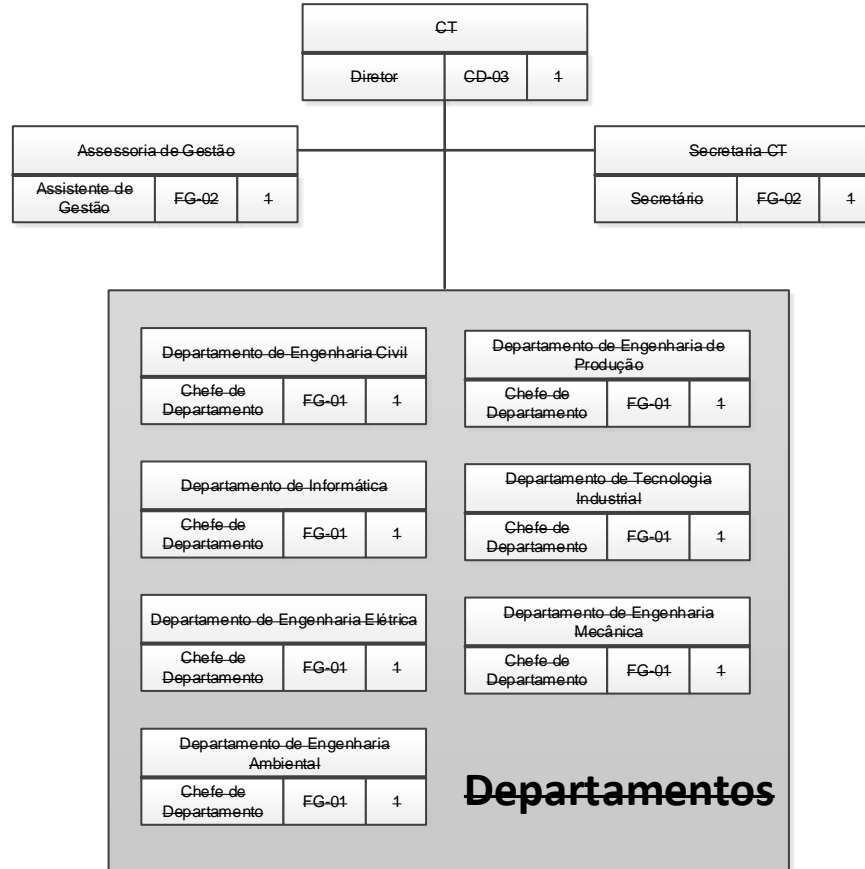 CT
Diretor CD-03 1
Assessoria de Gestão
Assistente de
Gestão FG-02 1
Secretaria CT
Secretário FG-02 1
Departamento de Engenharia Civil
Chefe de
Departamento FG-01 1
Departamento de Engenharia de
Produção
Chefe de
Departamento FG-01 1
Departamento de Informática
Chefe de
Departamento FG-01 1
Departamento de Tecnologia
Industrial
Chefe de
Departamento FG-01 1
Departamento de Engenharia Elétrica
Chefe de
Departamento FG-01 1
Departamento de Engenharia
Mecânica
Chefe de
Departamento FG-01 1
Departamento de Engenharia
Ambiental
Chefe de
Departamento FG-01 1
Departamentos